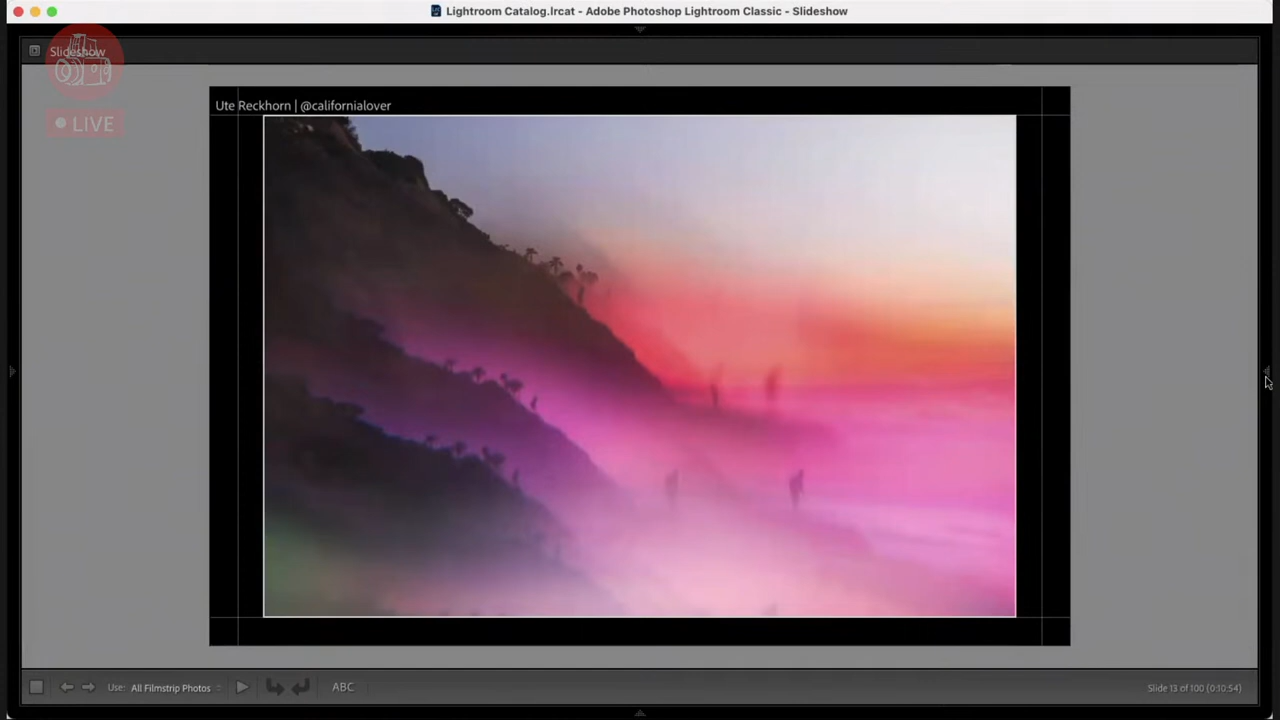 Lightroom Catalog.lrcat - Adobe Photoshop Lightroom Classic - Slideshow
Slideshow
LIVE
Ute Reckhorn | @californialover
Use: All Filmstrip Photos
ABC
Slide 13 of 100 (0:10:54)